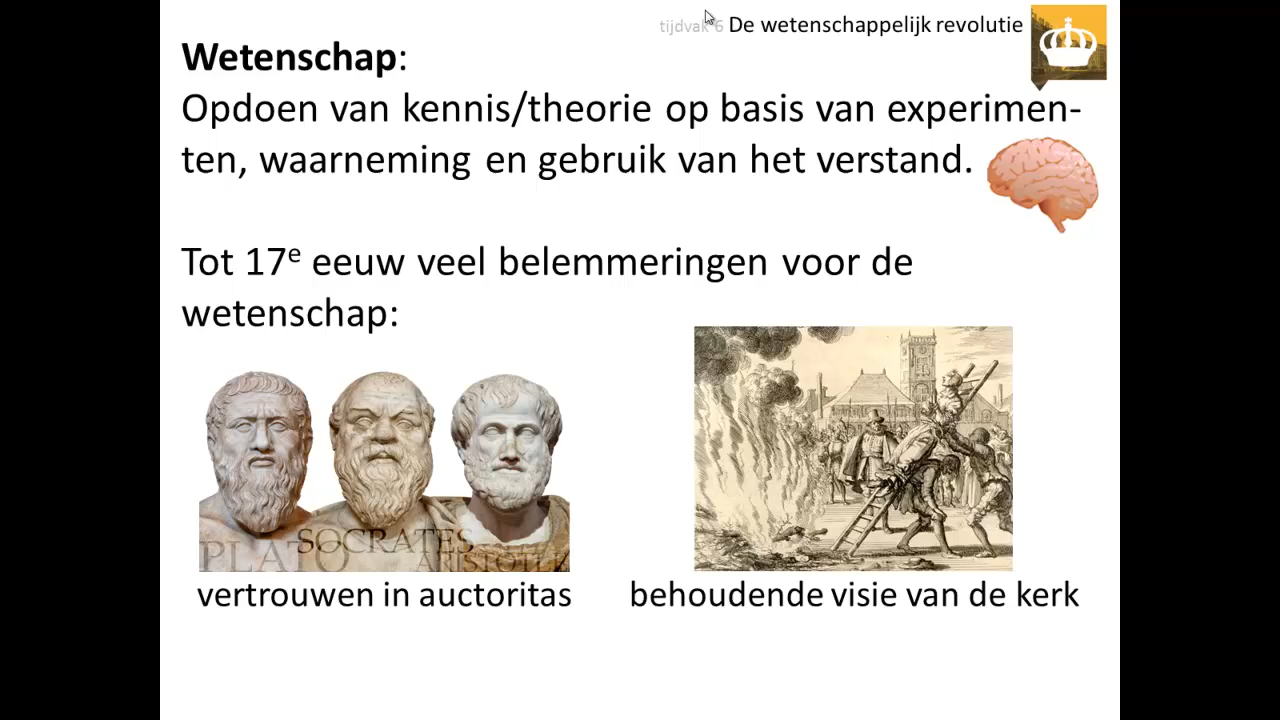 tijdvak 6 De wetenschappelijk revolutie
Wetenschap:
Opdoen van kennis/theorie op basis van experimen-
ten, waarneming en gebruik van het verstand.
Tot 17e eeuw veel belemmeringen voor de
wetenschap:
PLATO SOCRATES ARISTOTLE
vertrouwen in auctoritas
behoudende visie van de kerk